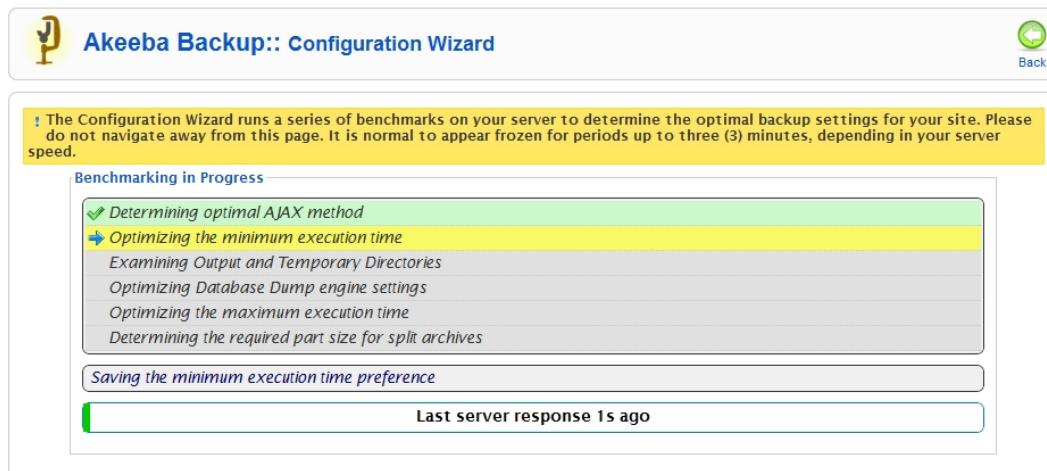 Akeeba Backup:: Configuration Wizard
Back
! The Configuration Wizard runs a series of benchmarks on your server to determine the optimal backup settings for your site. Please
do not navigate away from this page. It is normal to appear frozen for periods up to three (3) minutes, depending in your server
speed.
Benchmarking in Progress
Determining optimal AJAX method
Optimizing the minimum execution time
Examining Output and Temporary Directories
Optimizing Database Dump engine settings
Optimizing the maximum execution time
Determining the required part size for split archives
Saving the minimum execution time preference
Last server response 1s ago